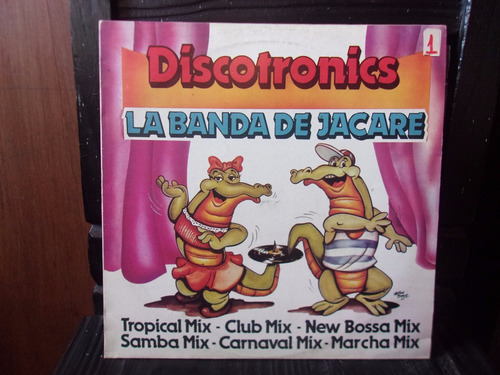 1
Discotronics
LA BANDA DE JACARE
Tropical Mix - Club Mix - New Bossa Mix
Samba Mix - Carnaval Mix - Marcha Mix